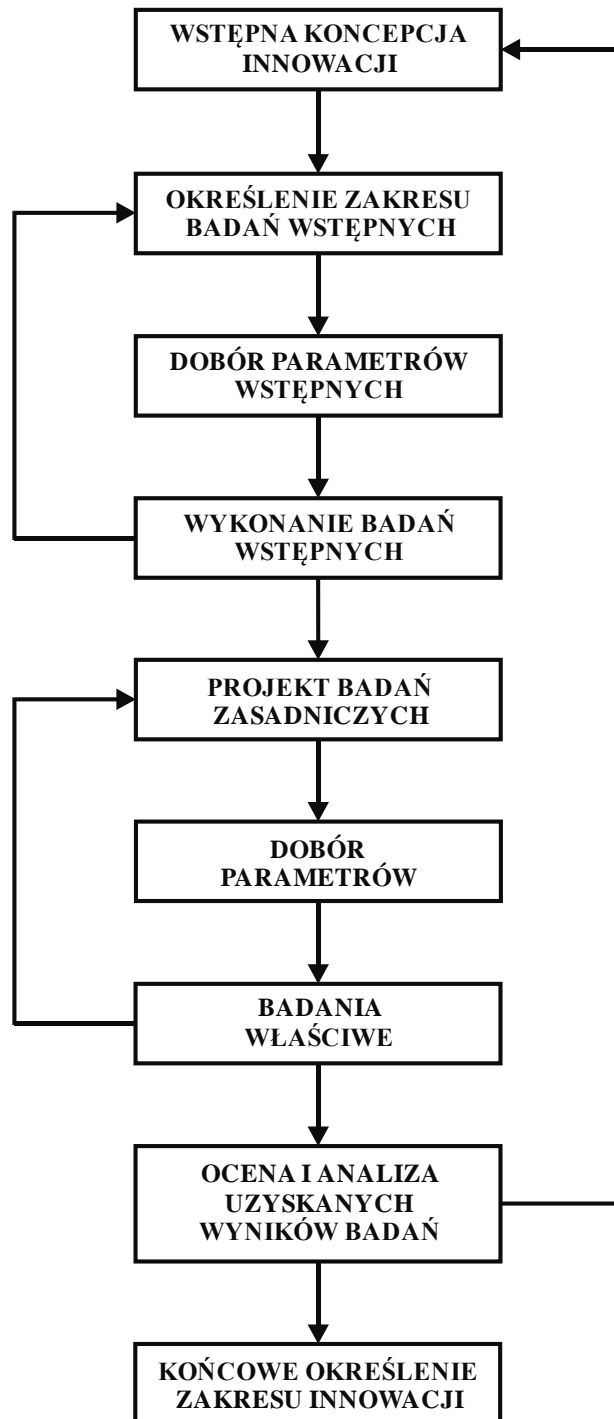 WSTĘPNA KONCEPCJA
INNOWACJI
OKREŚLENIE ZAKRESU
BADAŃ WSTĘPNYCH
DOBÓR PARAMETRÓW
WSTĘPNYCH
WYKONANIE BADAŃ
WSTĘPNYCH
PROJEKT BADAŃ
ZASADNICZYCH
DOBÓR
PARAMETRÓW
BADANIA
WŁAŚCIWE
OCENA I ANALIZA
UZYSKANYCH
WYNIKÓW BADAŃ
KOŃCOWE OKREŚLENIE
ZAKRESU INNOWACJI